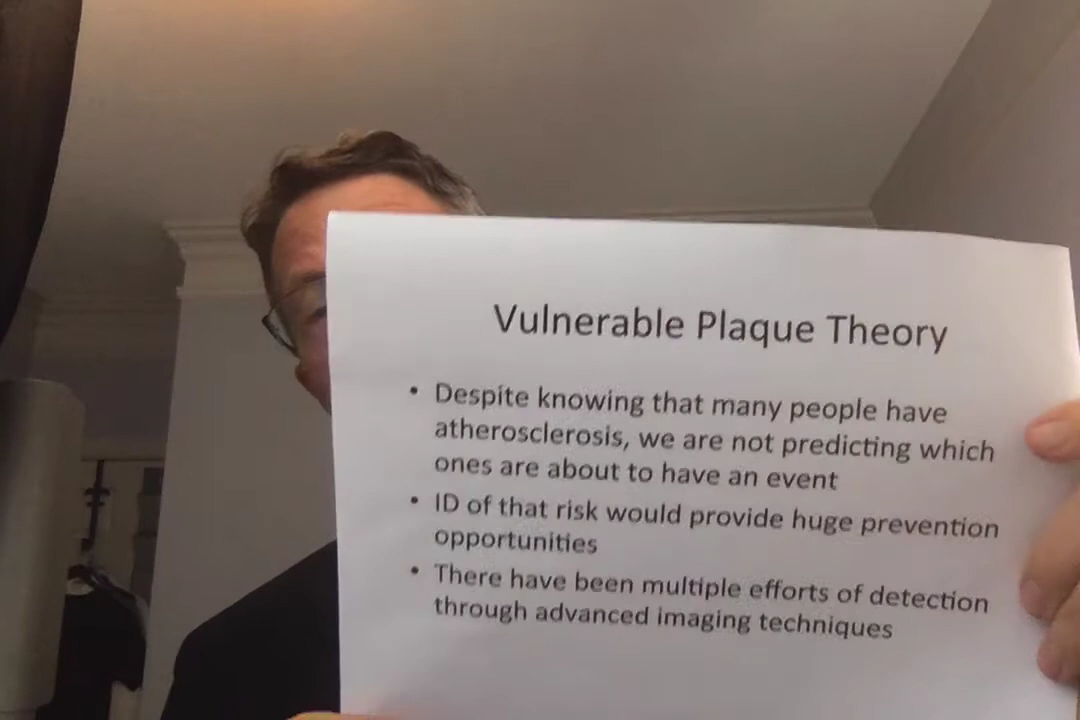 Vulnerable Plaque Theory
• Despite knowing that many people have
atherosclerosis, we are not predicting which
ones are about to have an event
• ID of that risk would provide huge prevention
opportunities
• There have been multiple efforts of detection
through advanced imaging techniques